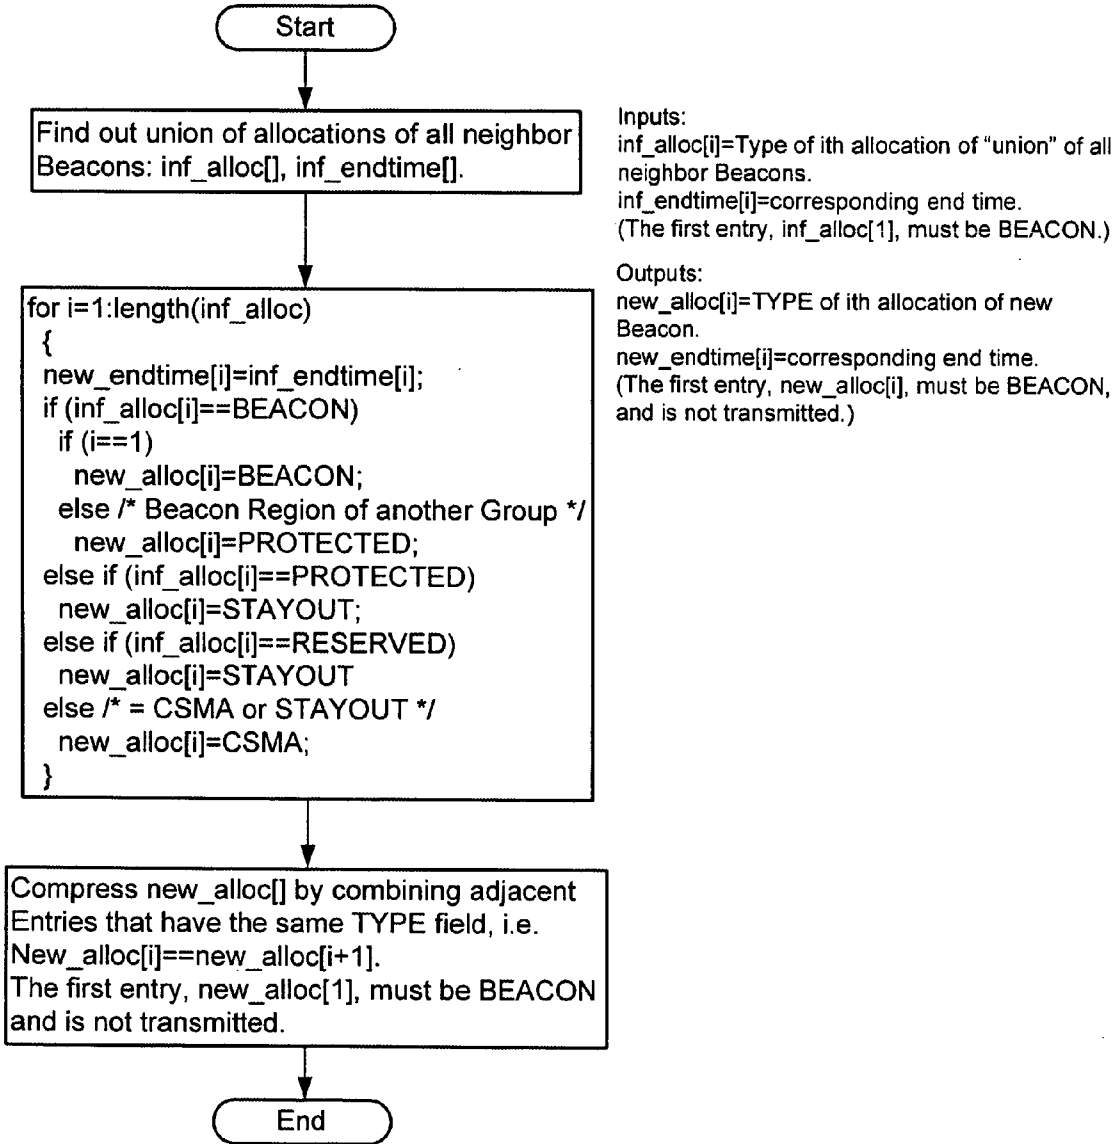 Start
Find out union of allocations of all neighbor
Beacons: inf_alloc[], inf_endtime[].
Inputs:
inf_alloc[i]=Type of ith allocation of “union” of all
neighbor Beacons.
inf_endtime[i]=corresponding end time.
(The first entry, inf_alloc[1], must be BEACON.)
Outputs:
new_alloc[i]=TYPE of ith allocation of new
Beacon.
new_endtime[i]=corresponding end time.
(The first entry, new_alloc[i], must be BEACON,
and is not transmitted.)
for i=1:length(inf_alloc)
{
new_endtime[i]=inf_endtime[i];
if (inf_alloc[i]==BEACON)
if (i==1)
new_alloc[i]=BEACON;
else /* Beacon Region of another Group */
new_alloc[i]=PROTECTED;
else if (inf_alloc[i]==PROTECTED)
new_alloc[i]=STAYOUT;
else if (inf_alloc[i]==RESERVED)
new_alloc[i]=STAYOUT
else /* = CSMA or STAYOUT */
new_alloc[i]=CSMA;
}
Compress new_alloc[] by combining adjacent
Entries that have the same TYPE field, i.e.
New_alloc[i]==new_alloc[i+1].
The first entry, new_alloc[1], must be BEACON
and is not transmitted.
End